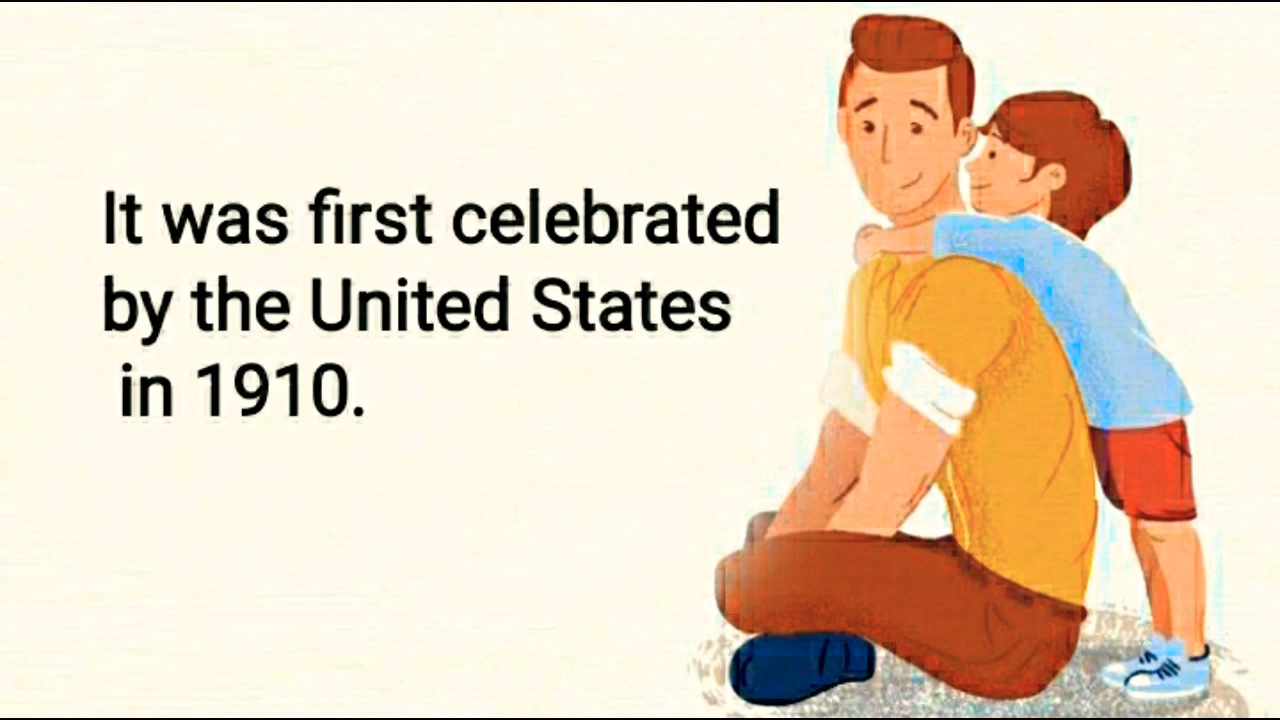 It was first celebrated
by the United States
in 1910.